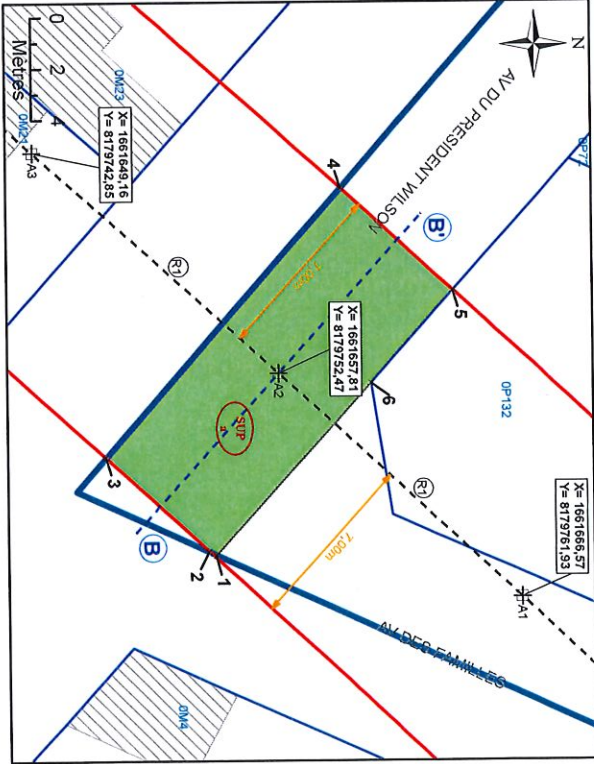 N
AV DU PRESIDENT WILSON
0
2
4
Mètres
0M23
0M21
X= 1661649,16
Y= 8179742,85
A3
R1
4
B'
5
0P77
7,00m
X= 1661657,81
Y= 8179752,47
A2
SUP
6
0P132
R1
X= 1661666,57
Y= 8179761,93
A1
7,00m
3
B
2
1
AV DES FAMILLES
0M4